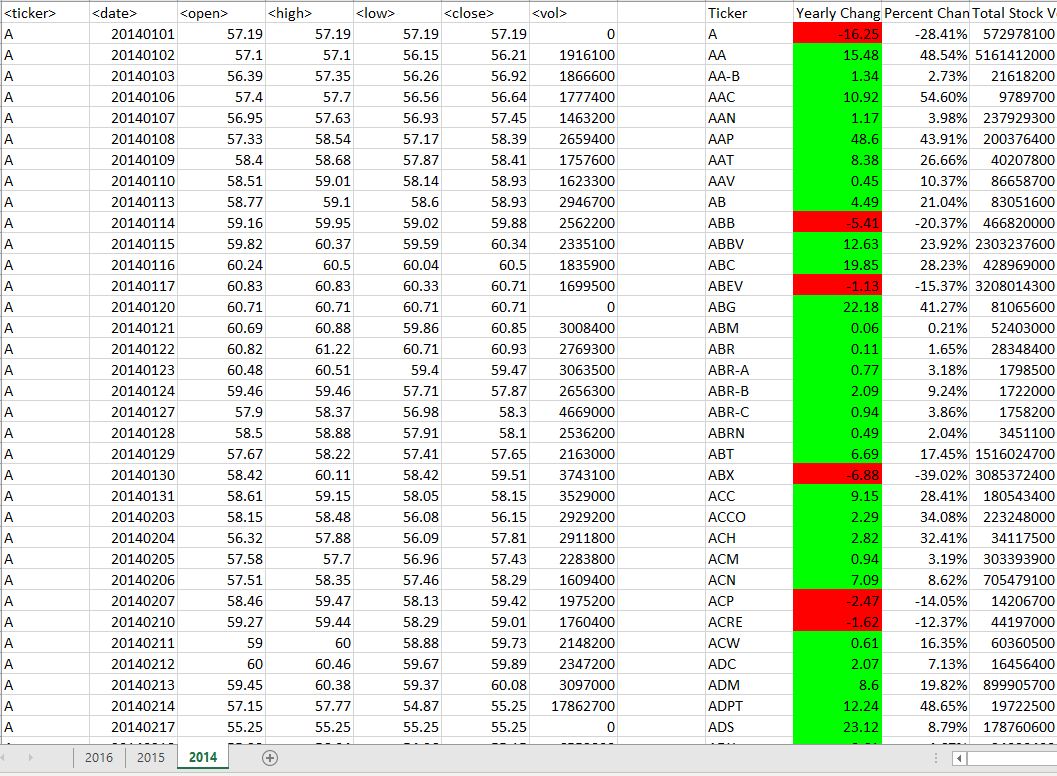 <ticker> <date> <open> <high> <low> <close> <vol> Ticker Yearly Chang Percent Chan Total Stock V
A 20140101 57.19 57.19 57.19 57.19 0 A -16.25 -28.41% 572978100
A 20140102 57.1 57.1 56.15 56.21 1916100 AA 15.48 48.54% 5161412000
A 20140103 56.39 57.35 56.26 56.92 1866600 AA-B 1.34 2.73% 21618200
A 20140106 57.4 57.7 56.56 56.64 1777400 AAC 10.92 54.60% 9789700
A 20140107 56.95 57.63 56.93 57.45 1463200 AAN 1.17 3.98% 237929300
A 20140108 57.33 58.54 57.17 58.39 2659400 AAP 48.6 43.91% 200376400
A 20140109 58.4 58.68 57.87 58.41 1757600 AAT 8.38 26.66% 40207800
A 20140110 58.51 59.01 58.14 58.93 1623300 AAV 0.45 10.37% 86658700
A 20140113 58.77 59.1 58.6 58.93 2946700 AB 4.49 21.04% 83051600
A 20140114 59.16 59.95 59.02 59.88 2562200 ABB -5.41 -20.37% 466820000
A 20140115 59.82 60.37 59.59 60.34 2335100 ABBV 12.63 23.92% 2303237600
A 20140116 60.24 60.5 60.04 60.5 1835900 ABC 19.85 28.23% 428969000
A 20140117 60.83 60.83 60.33 60.71 1699500 ABEV -1.13 -15.37% 3208014300
A 20140120 60.71 60.71 60.71 60.71 0 ABG 22.18 41.27% 81065600
A 20140121 60.69 60.88 59.86 60.85 3008400 ABM 0.06 0.21% 52403000
A 20140122 60.82 61.22 60.71 60.93 2769300 ABR 0.11 1.65% 28348400
A 20140123 60.48 60.51 59.4 59.47 3063500 ABR-A 0.77 3.18% 1798500
A 20140124 59.46 59.46 57.71 57.87 2656300 ABR-B 2.09 9.24% 1722000
A 20140127 57.9 58.37 56.98 58.3 4669000 ABR-C 0.94 3.86% 1758200
A 20140128 58.5 58.88 57.91 58.1 2536200 ABRN 0.49 2.04% 3451100
A 20140129 57.67 58.22 57.41 57.65 2163000 ABT 6.69 17.45% 1516024700
A 20140130 58.42 60.11 58.42 59.51 3743100 ABX -6.88 -39.02% 3085372400
A 20140131 58.61 59.15 58.05 58.15 3529000 ACC 9.15 28.41% 180543400
A 20140203 58.15 58.48 56.08 56.15 2929200 ACCO 2.29 34.08% 223248000
A 20140204 56.32 57.88 56.09 57.81 2911800 ACH 2.82 32.41% 34117500
A 20140205 57.58 57.7 56.96 57.43 2283800 ACM 0.94 3.19% 303393900
A 20140206 57.51 58.35 57.46 58.29 1609400 ACN 7.09 8.62% 705479100
A 20140207 58.46 59.47 58.13 59.42 1975200 ACP -2.47 -14.05% 14206700
A 20140210 59.27 59.44 58.29 59.01 1760400 ACRE -1.62 -12.37% 44197000
A 20140211 59 60 58.88 59.73 2148200 ACW 0.61 16.35% 60360500
A 20140212 60 60.46 59.67 59.89 2347200 ADC 2.07 7.13% 16456400
A 20140213 59.45 60.38 59.37 60.08 3097000 ADM 8.6 19.82% 899905700
A 20140214 57.15 57.77 54.87 55.25 17862700 ADPT 12.24 48.65% 19722500
A 20140217 55.25 55.25 55.25 55.25 0 ADS 23.12 8.79% 178760600
2016 2015 2014